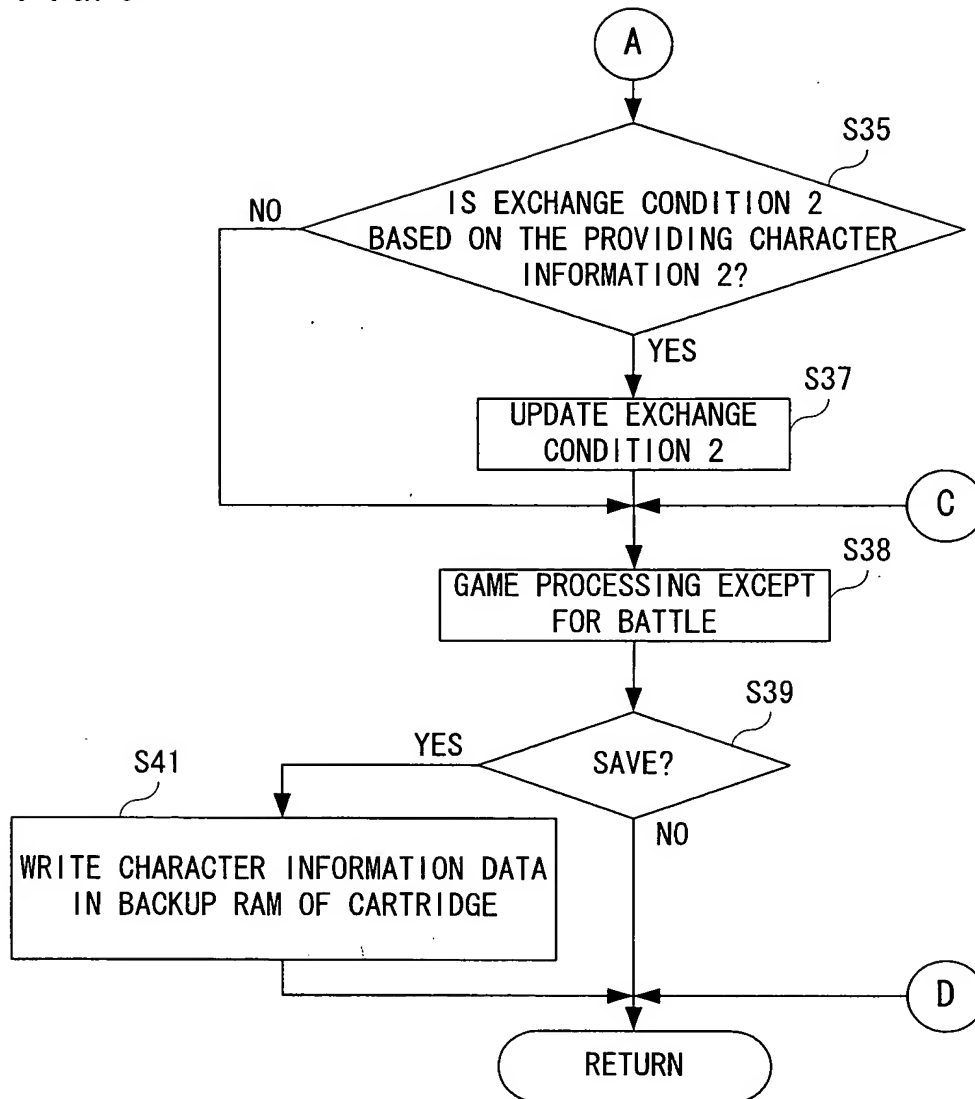 A
S35
NO
IS EXCHANGE CONDITION 2
BASED ON THE PROVIDING CHARACTER
INFORMATION 2?
YES
S37
UPDATE EXCHANGE
CONDITION 2
C
S38
GAME PROCESSING EXCEPT
FOR BATTLE
S39
YES
SAVE?
S41
NO
WRITE CHARACTER INFORMATION DATA
IN BACKUP RAM OF CARTRIDGE
D
RETURN